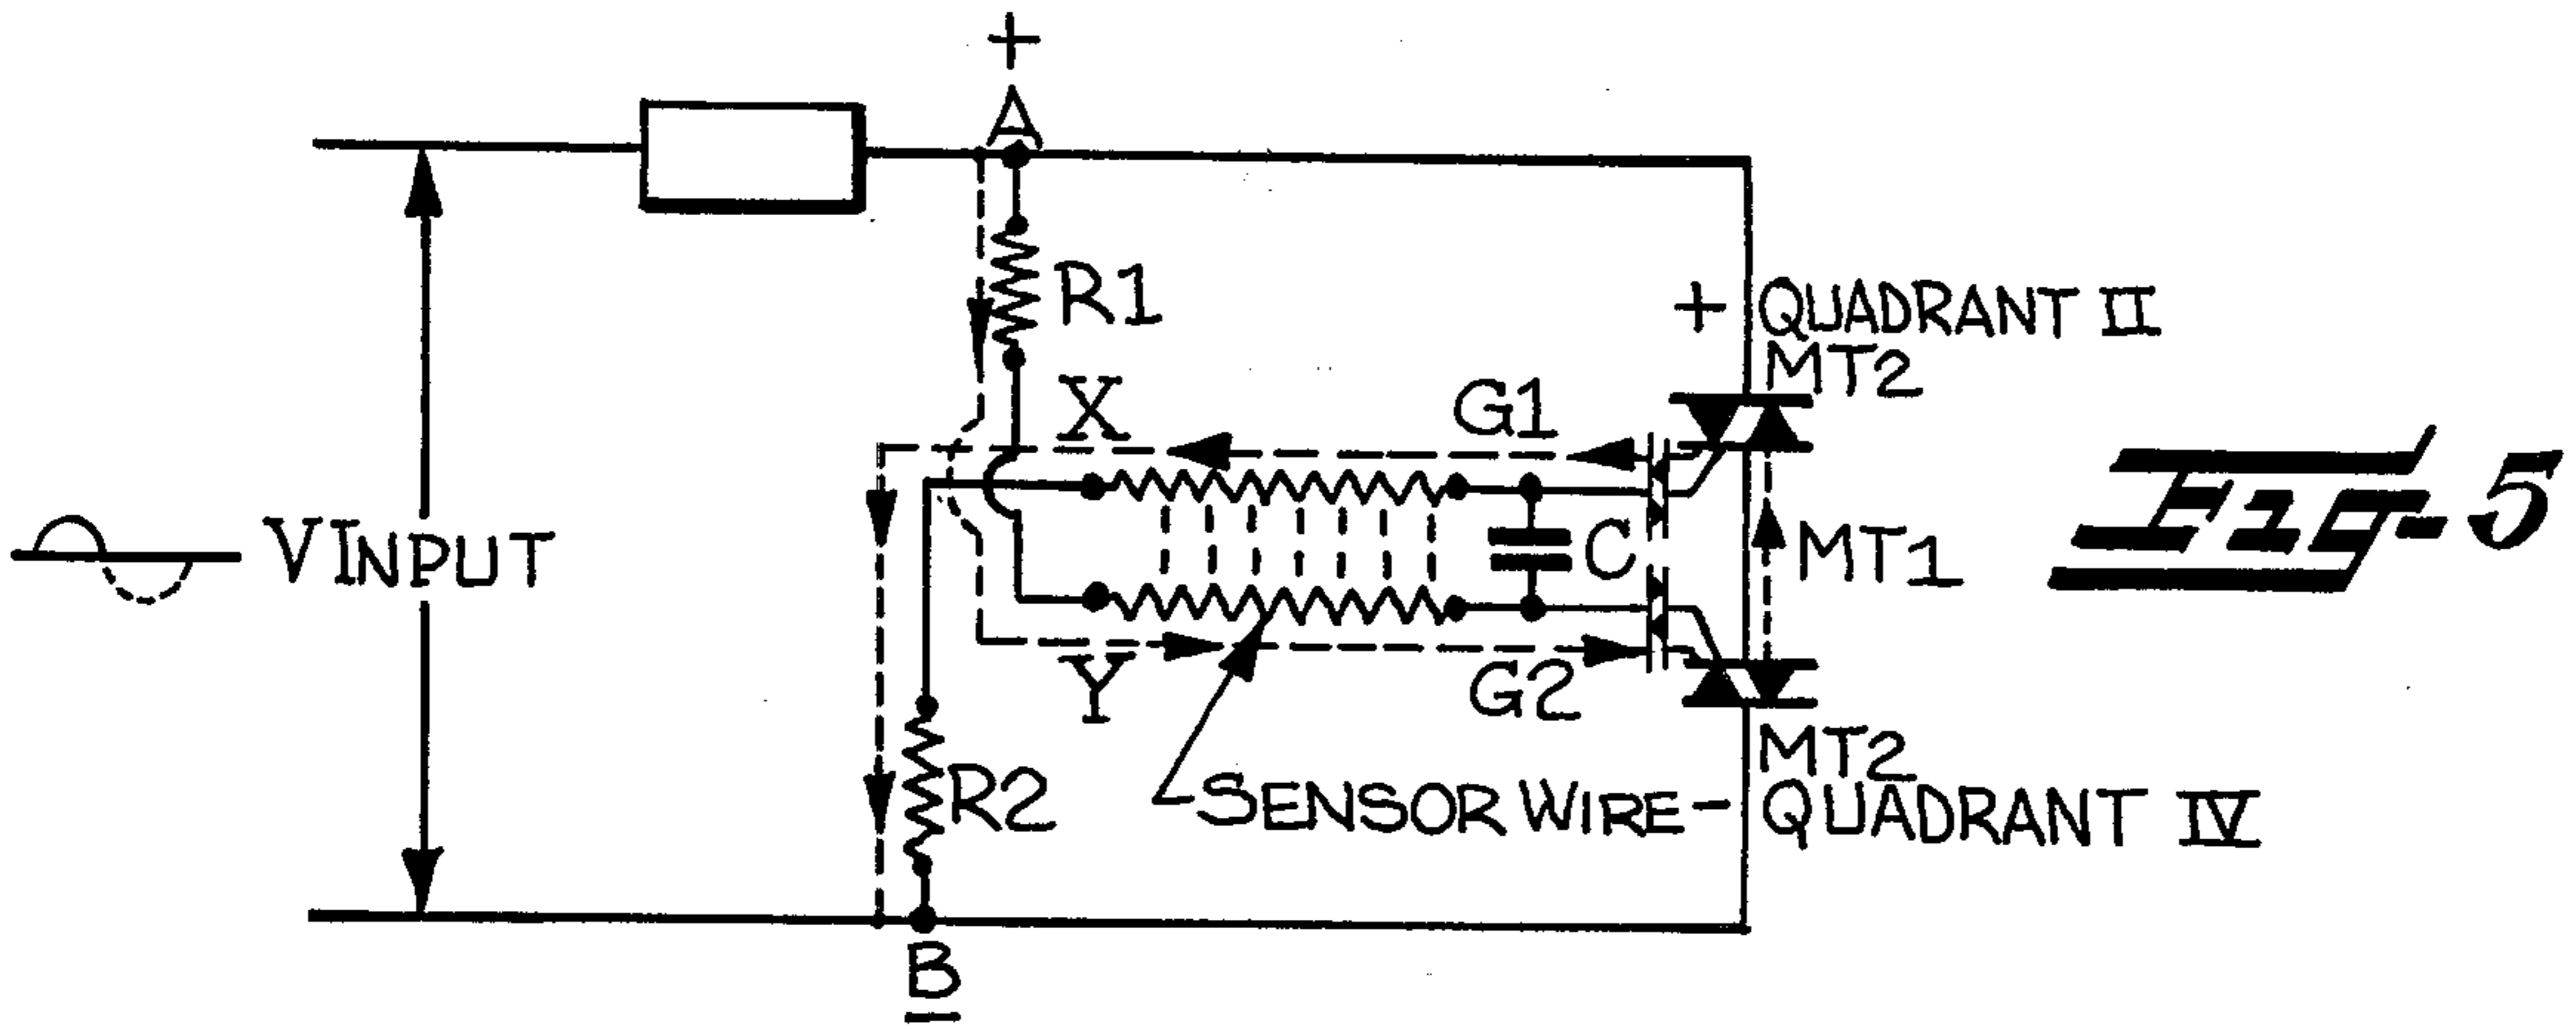 +
A
R1
+ QUADRANT II
MT2
X
G1
VINPUT
C
MT1
Fig-5
Y
G2
R2
MT2
SENSOR WIRE
- QUADRANT IV
B